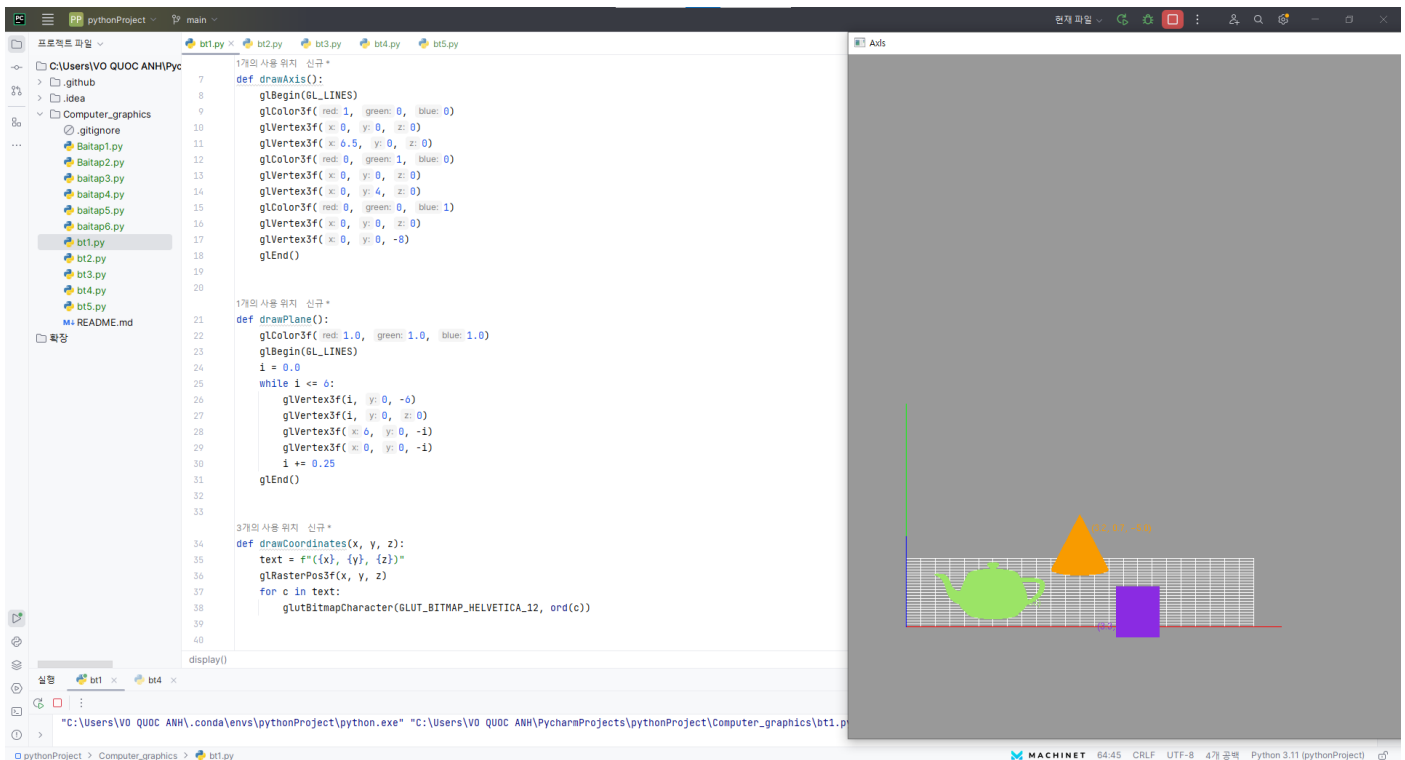 PC PP pythonProject main 현재 파일
프로젝트 파일
bt1.py bt2.py bt3.py bt4.py bt5.py
Axls
C:\Users\VO QUOC ANH\Pyc
.github
.idea
Computer_graphics
.gitignore
Baitap1.py
Baitap2.py
baitap3.py
baitap4.py
baitap5.py
baitap6.py
bt1.py
bt2.py
bt3.py
bt4.py
bt5.py
M↓ README.md
확장
1개의 사용 위치 신규 *
7 def drawAxis():
8 glBegin(GL_LINES)
9 glColor3f( red: 1, green: 0, blue: 0)
10 glVertex3f( x: 0, y: 0, z: 0)
11 glVertex3f( x: 6.5, y: 0, z: 0)
12 glColor3f( red: 0, green: 1, blue: 0)
13 glVertex3f( x: 0, y: 0, z: 0)
14 glVertex3f( x: 0, y: 4, z: 0)
15 glColor3f( red: 0, green: 0, blue: 1)
16 glVertex3f( x: 0, y: 0, z: 0)
17 glVertex3f( x: 0, y: 0, -8)
18 glEnd()
19
20
1개의 사용 위치 신규 *
21 def drawPlane():
22 glColor3f( red: 1.0, green: 1.0, blue: 1.0)
23 glBegin(GL_LINES)
24 i = 0.0
25 while i <= 6:
26 glVertex3f(i, y: 0, -6)
27 glVertex3f(i, y: 0, z: 0)
28 glVertex3f( x: 6, y: 0, -i)
29 glVertex3f( x: 0, y: 0, -i)
30 i += 0.25
31 glEnd()
32
33
3개의 사용 위치 신규 *
34 def drawCoordinates(x, y, z):
35 text = f"({x}, {y}, {z})"
36 glRasterPos3f(x, y, z)
37 for c in text:
38 glutBitmapCharacter(GLUT_BITMAP_HELVETICA_12, ord(c))
39
40
display()
실행 bt1 bt4
"C:\Users\VO QUOC ANH\.conda\envs\pythonProject\python.exe" "C:\Users\VO QUOC ANH\PycharmProjects\pythonProject\Computer_graphics\bt1.py
pythonProject > Computer_graphics > bt1.py
MACHINET 64:45 CRLF UTF-8 4개 공백 Python 3.11 (pythonProject)